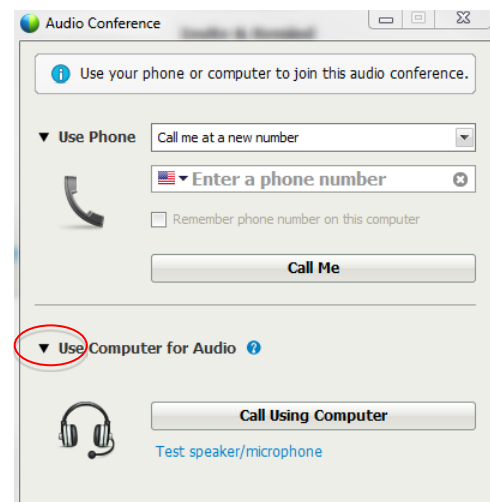 Audio Conference
Use your phone or computer to join this audio conference.
Use Phone
Call me at a new number
Enter a phone number
Remember phone number on this computer
Call Me
Use Computer for Audio
Call Using Computer
Test speaker/microphone